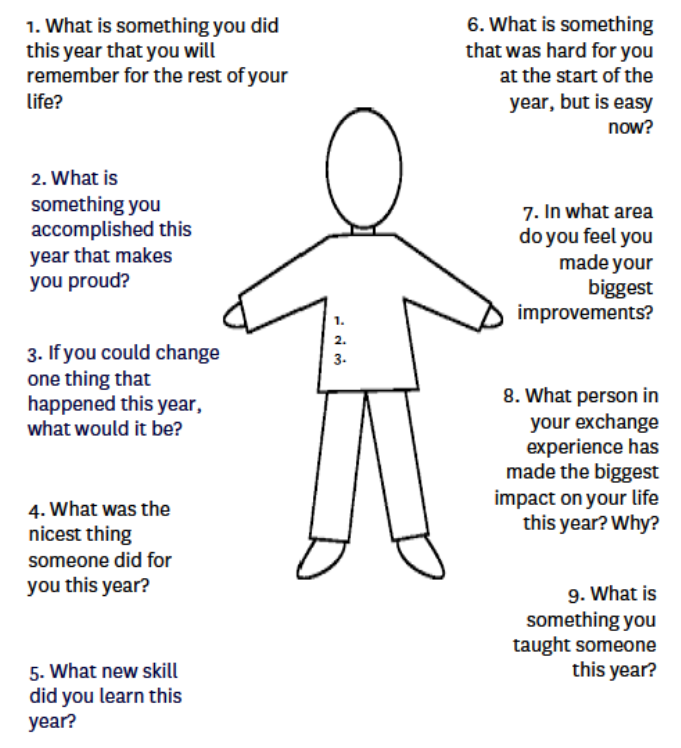 1. What is something you did
this year that you will
remember for the rest of your
life?
2. What is
something you
accomplished this
year that makes
you proud?
3. If you could change
one thing that
happened this year,
what would it be?
4. What was the
nicest thing
someone did for
you this year?
5. What new skill
did you learn this
year?
1.
2.
3.
6. What is something
that was hard for you
at the start of the
year, but is easy
now?
7. In what area
do you feel you
made your
biggest
improvements?
8. What person in
your exchange
experience has
made the biggest
impact on your life
this year? Why?
9. What is
something you
taught someone
this year?